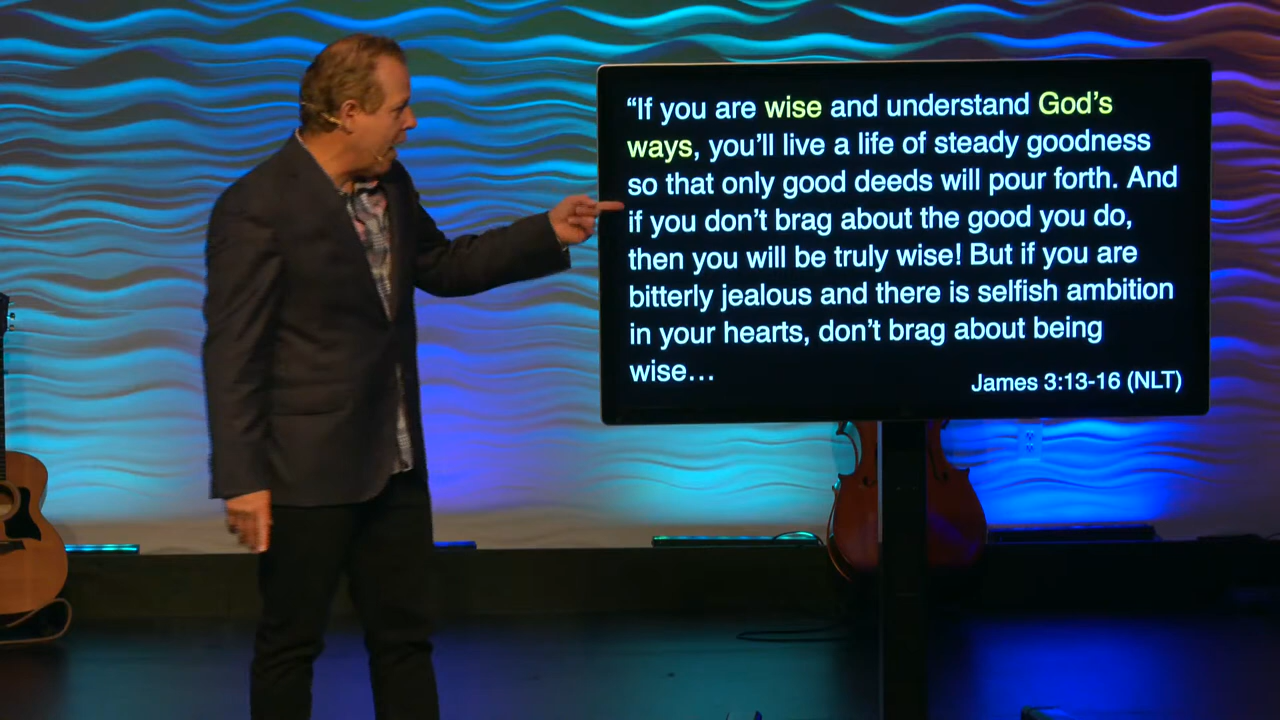 “If you are wise and understand God’s
ways, you’ll live a life of steady goodness
so that only good deeds will pour forth. And
if you don’t brag about the good you do,
then you will be truly wise! But if you are
bitterly jealous and there is selfish ambition
in your hearts, don’t brag about being
wise…
James 3:13-16 (NLT)